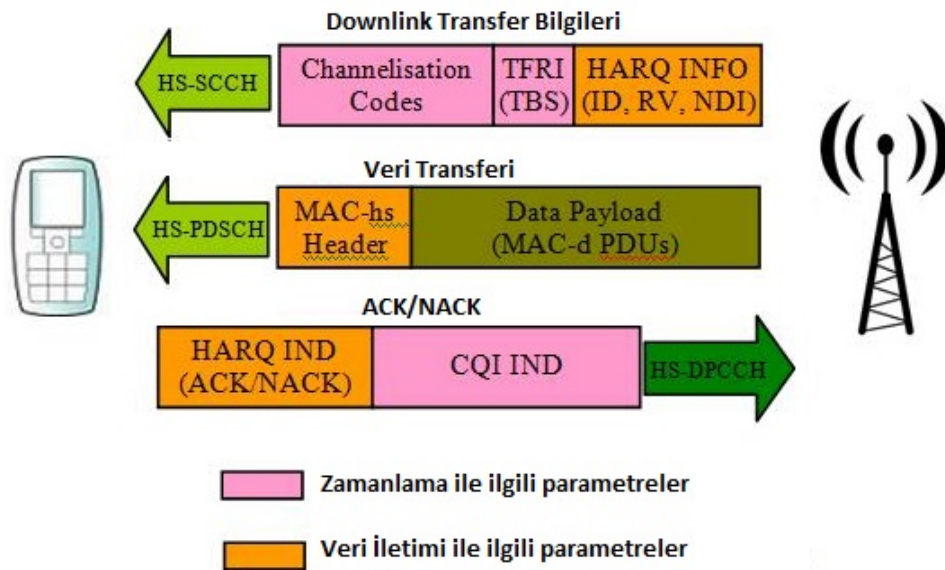 Downlink Transfer Bilgileri
HS-SCCH
Channelisation
Codes
TFRI
(TBS)
HARQ INFO
(ID, RV, NDI)
Veri Transferi
HS-PDSCH
MAC-hs
Header
Data Payload
(MAC-d PDUs)
ACK/NACK
HARQ IND
(ACK/NACK)
CQI IND
HS-DPCCH
Zamanlama ile ilgili parametreler
Veri İletimi ile ilgili parametreler